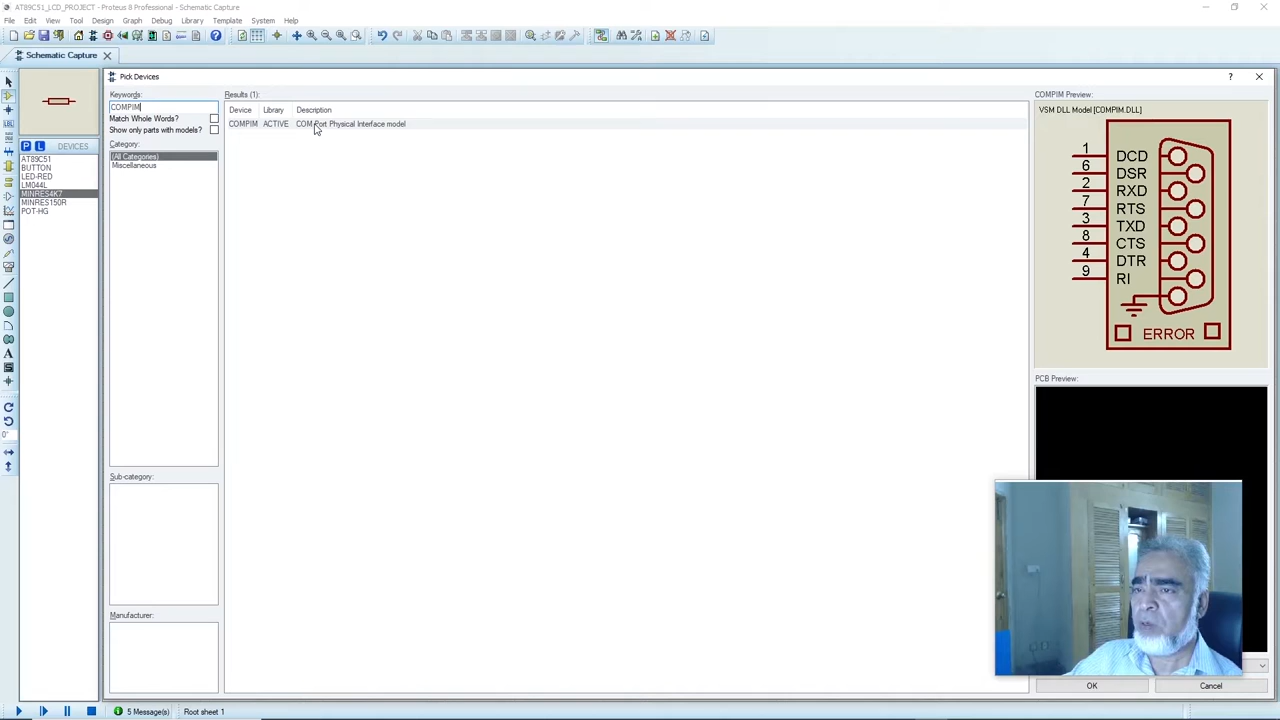 AT89C51_LCD_PROJECT - Proteus 8 Professional - Schematic Capture
File Edit View Tool Design Graph Debug Library Template System Help
Schematic Capture
Pick Devices
Keywords:
COMPIM
Match Whole Words?
Show only parts with models?
Category:
(All Categories)
Miscellaneous
Sub-category:
Manufacturer:
Results (1):
Device Library Description
COMPIM ACTIVE COM Port Physical Interface model
P L DEVICES
AT89C51
BUTTON
LED-RED
LM044L
MINRES4K7
MINRES150R
POT-HG
LBL
A
0°
COMPIM Preview:
VSM DLL Model [COMPIM.DLL]
1 DCD
6 DSR
2 RXD
7 RTS
3 TXD
8 CTS
4 DTR
9 RI
ERROR
PCB Preview:
OK Cancel
5 Message(s) Root sheet 1